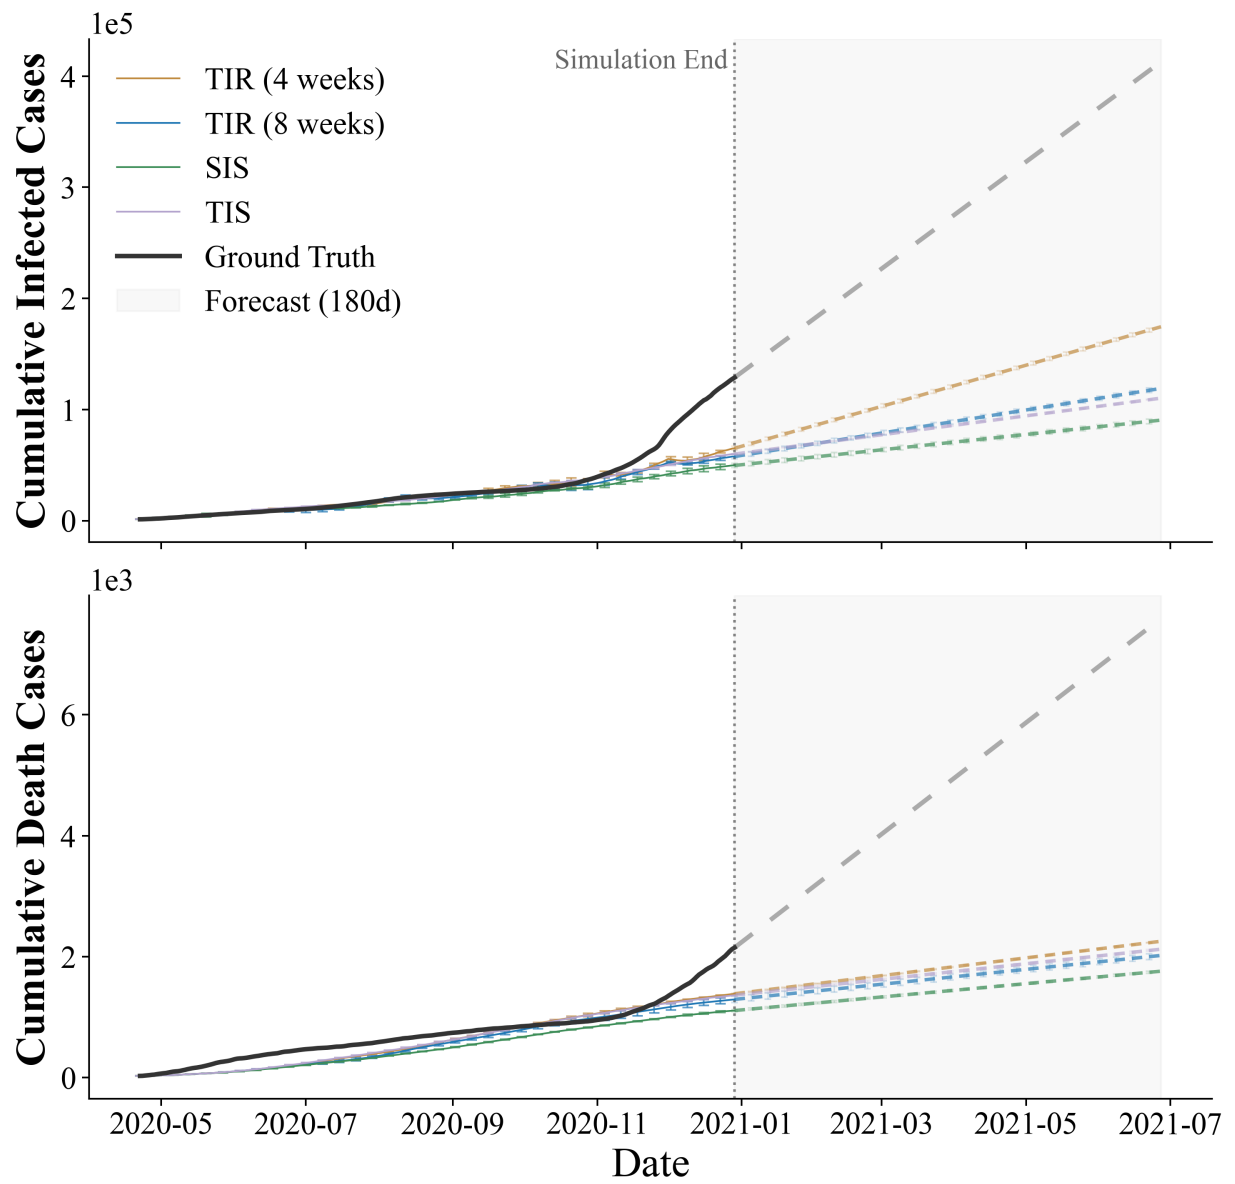 1e5
Cumulative Infected Cases
4
3
2
1
0
Simulation End
TIR (4 weeks)
TIR (8 weeks)
SIS
TIS
Ground Truth
Forecast (180d)
1e3
Cumulative Death Cases
6
4
2
0
2020-05 2020-07 2020-09 2020-11 2021-01 2021-03 2021-05 2021-07
Date